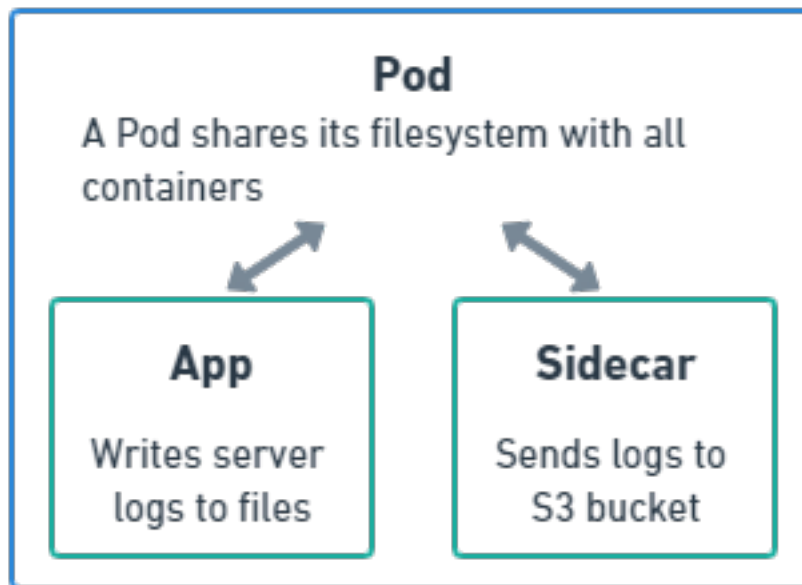 Pod
A Pod shares its filesystem with all
containers
App
Writes server
logs to files
Sidecar
Sends logs to
S3 bucket